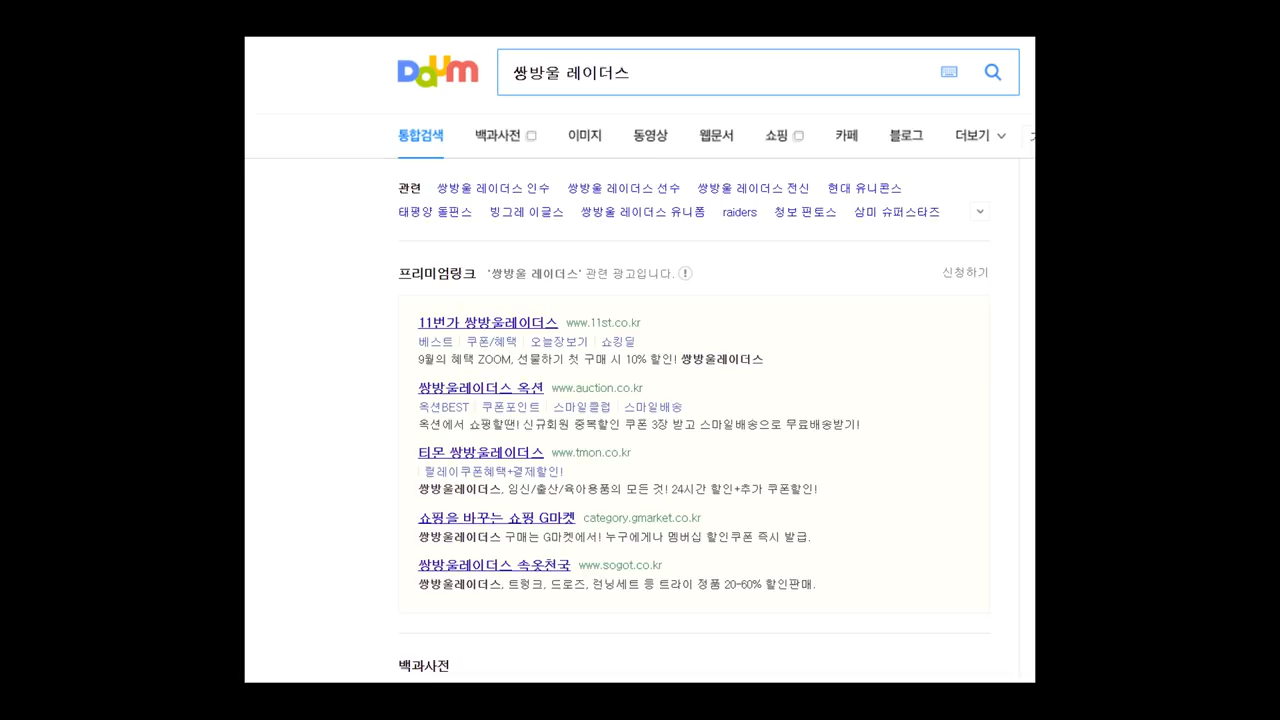 Daum
쌍방울 레이더스
통합검색 백과사전 이미지 동영상 웹문서 쇼핑 카페 블로그 더보기
관련 쌍방울 레이더스 인수 쌍방울 레이더스 선수 쌍방울 레이더스 전신 현대 유니콘스
태평양 돌핀스 빙그레 이글스 쌍방울 레이더스 유니폼 raiders 청보 핀토스 삼미 슈퍼스타즈
프리미엄링크 '쌍방울 레이더스' 관련 광고입니다. 신청하기
11번가 쌍방울레이더스 www.11st.co.kr
베스트 쿠폰/혜택 오늘장보기 쇼킹딜
9월의 혜택 ZOOM, 선물하기 첫 구매 시 10% 할인! 쌍방울레이더스
쌍방울레이더스 옥션 www.auction.co.kr
옥션BEST 쿠폰포인트 스마일클럽 스마일배송
옥션에서 쇼핑할땐! 신규회원 중복할인 쿠폰 3장 받고 스마일배송으로 무료배송받기!
티몬 쌍방울레이더스 www.tmon.co.kr
릴레이쿠폰혜택+결제할인!
쌍방울레이더스, 임신/출산/육아용품의 모든 것! 24시간 할인+추가 쿠폰할인!
쇼핑을 바꾸는 쇼핑 G마켓 category.gmarket.co.kr
쌍방울레이더스 구매는 G마켓에서! 누구에게나 멤버십 할인쿠폰 즉시 발급.
쌍방울레이더스 속옷천국 www.sogot.co.kr
쌍방울레이더스, 트렁크, 드로즈, 런닝세트 등 트라이 정품 20-60% 할인판매.
백과사전